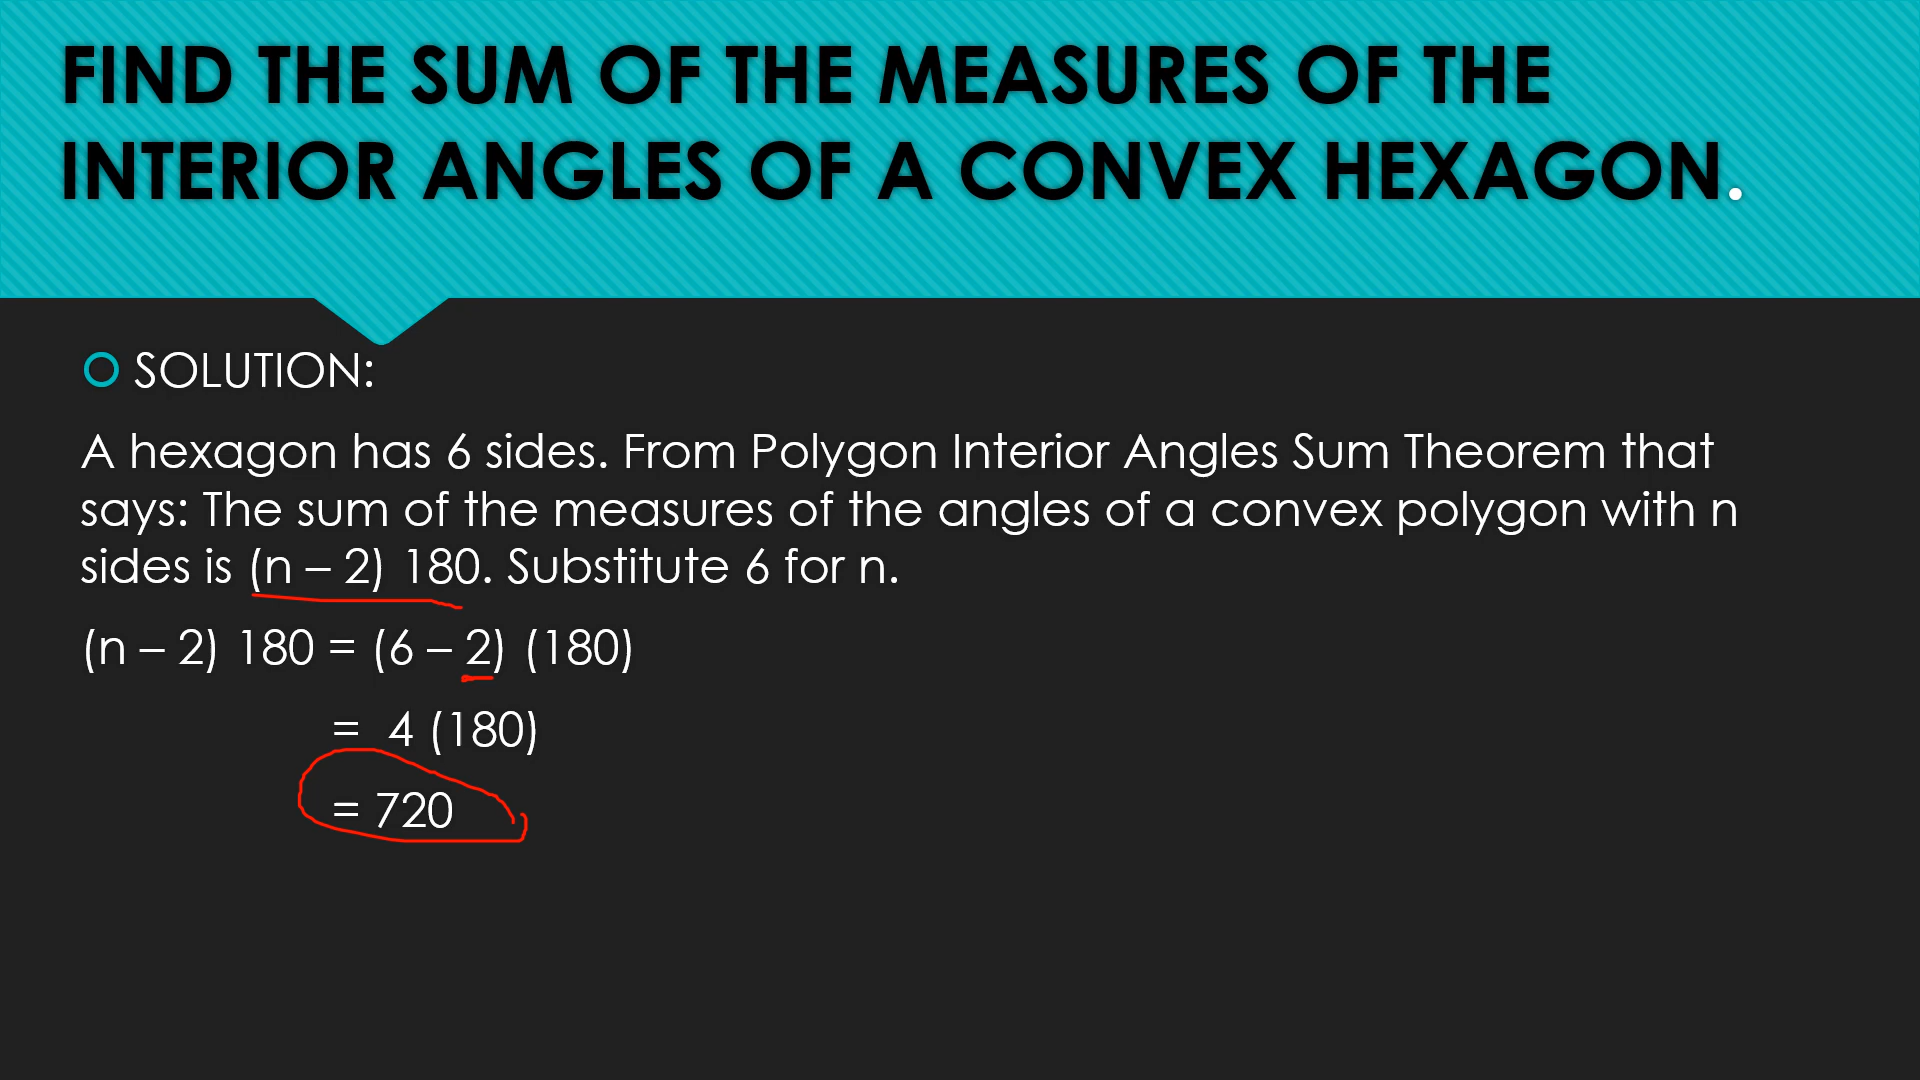 FIND THE SUM OF THE MEASURES OF THE
INTERIOR ANGLES OF A CONVEX HEXAGON.
SOLUTION:
A hexagon has 6 sides. From Polygon Interior Angles Sum Theorem that
says: The sum of the measures of the angles of a convex polygon with n
sides is (n – 2) 180. Substitute 6 for n.
(n – 2) 180 = (6 – 2) (180)
= 4 (180)
= 720